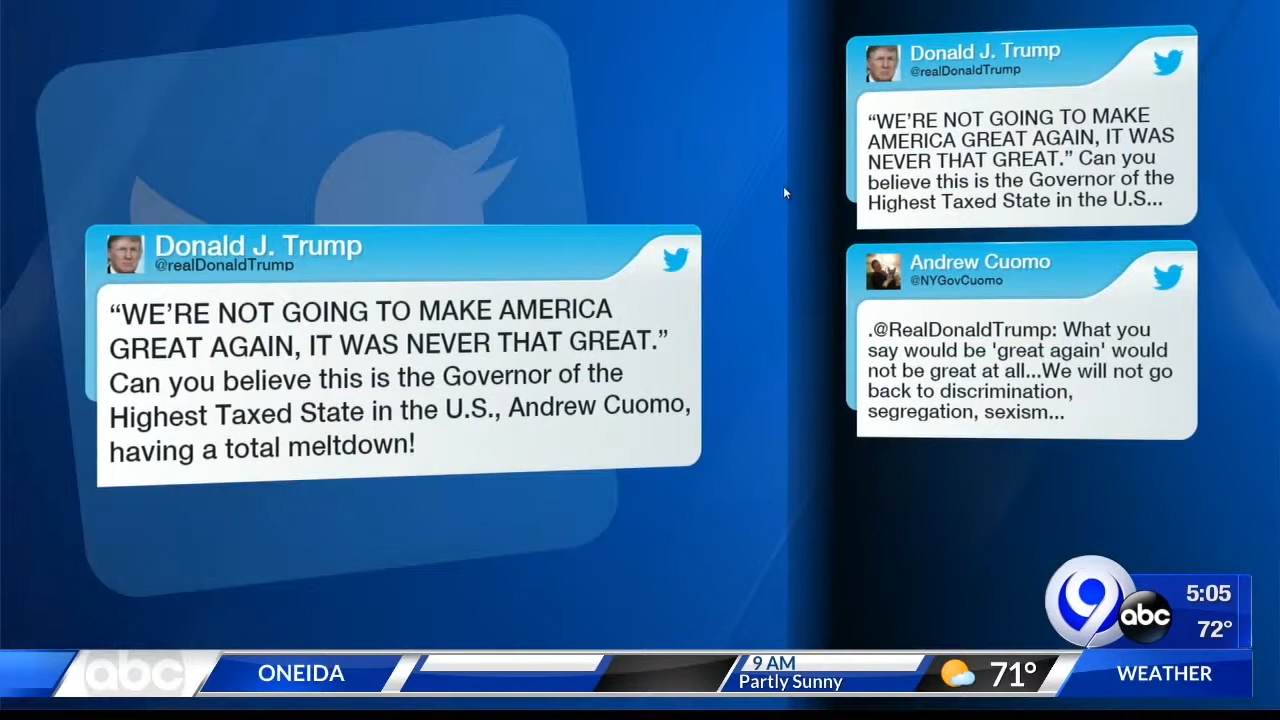 Donald J. Trump
@realDonaldTrump
“WE’RE NOT GOING TO MAKE AMERICA
GREAT AGAIN, IT WAS NEVER THAT GREAT.”
Can you believe this is the Governor of the
Highest Taxed State in the U.S., Andrew Cuomo,
having a total meltdown!
Donald J. Trump
@realDonaldTrump
“WE’RE NOT GOING TO MAKE
AMERICA GREAT AGAIN, IT WAS
NEVER THAT GREAT.” Can you
believe this is the Governor of the
Highest Taxed State in the U.S...
Andrew Cuomo
@NYGovCuomo
.@RealDonaldTrump: What you
say would be 'great again' would
not be great at all...We will not go
back to discrimination,
segregation, sexism...
9
abc
5:05
72°
abc
ONEIDA
9 AM
Partly Sunny
71°
WEATHER